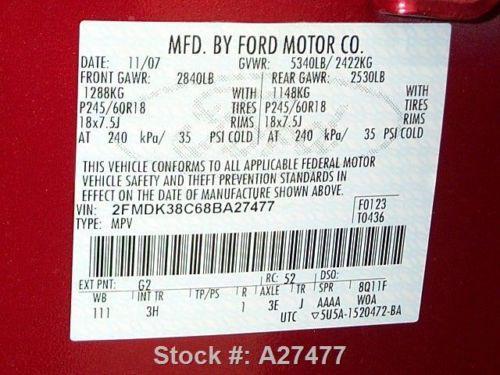 MFD. BY FORD MOTOR CO.
DATE: 11/07 GVWR: 5340LB/ 2422KG
FRONT GAWR: 2840LB REAR GAWR: 2530LB
1288KG WITH 1148KG WITH
P245/60R18 TIRES P245/60R18 TIRES
18x7.5J RIMS 18x7.5J RIMS
AT 240 kPa/ 35 PSI COLD AT 240 kPa/ 35 PSI COLD
THIS VEHICLE CONFORMS TO ALL APPLICABLE FEDERAL MOTOR
VEHICLE SAFETY AND THEFT PREVENTION STANDARDS IN
EFFECT ON THE DATE OF MANUFACTURE SHOWN ABOVE.
VIN: 2FMDK38C68BA27477 F0123
TYPE: MPV T0436
EXT PNT: G2 RC: 52 DSO:
WB INT TR TP/PS R AXLE TR SPR 8Q11F
111 3H 1 3E J AAAA W0A
UTC ▽5U5A-1520472-BA
Stock #: A27477